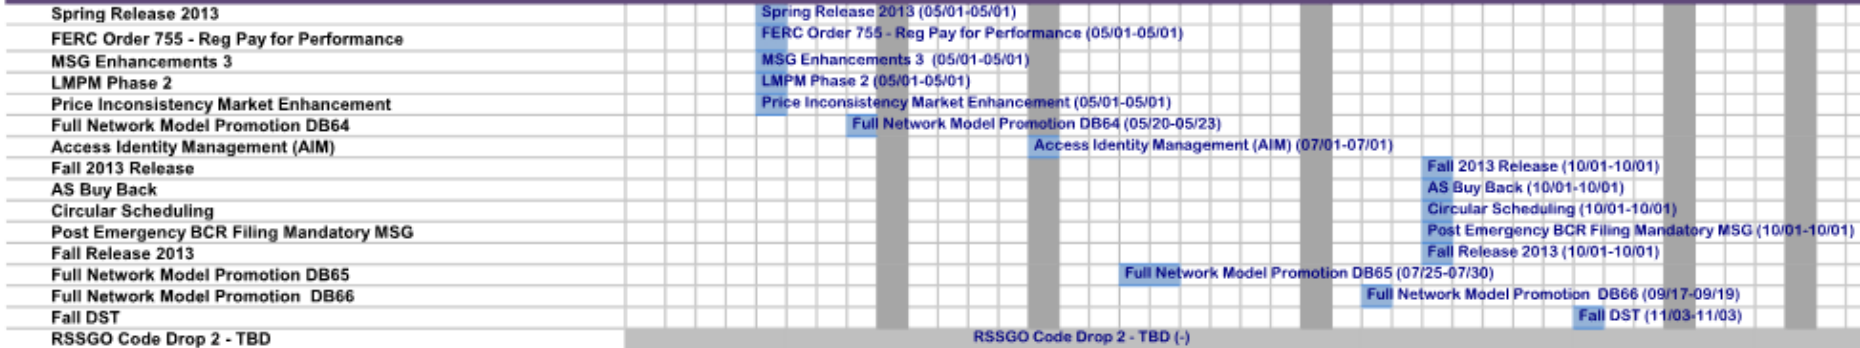 Spring Release 2013 Spring Release 2013 (05/01-05/01)
FERC Order 755 - Reg Pay for Performance FERC Order 755 - Reg Pay for Performance (05/01-05/01)
MSG Enhancements 3 MSG Enhancements 3 (05/01-05/01)
LMPM Phase 2 LMPM Phase 2 (05/01-05/01)
Price Inconsistency Market Enhancement Price Inconsistency Market Enhancement (05/01-05/01)
Full Network Model Promotion DB64 Full Network Model Promotion DB64 (05/20-05/23)
Access Identity Management (AIM) Access Identity Management (AIM) (07/01-07/01)
Fall 2013 Release Fall 2013 Release (10/01-10/01)
AS Buy Back AS Buy Back (10/01-10/01)
Circular Scheduling Circular Scheduling (10/01-10/01)
Post Emergency BCR Filing Mandatory MSG Post Emergency BCR Filing Mandatory MSG (10/01-10/01)
Fall Release 2013 Fall Release 2013 (10/01-10/01)
Full Network Model Promotion DB65 Full Network Model Promotion DB65 (07/25-07/30)
Full Network Model Promotion DB66 Full Network Model Promotion DB66 (09/17-09/19)
Fall DST Fall DST (11/03-11/03)
RSSGO Code Drop 2 - TBD RSSGO Code Drop 2 - TBD (-)